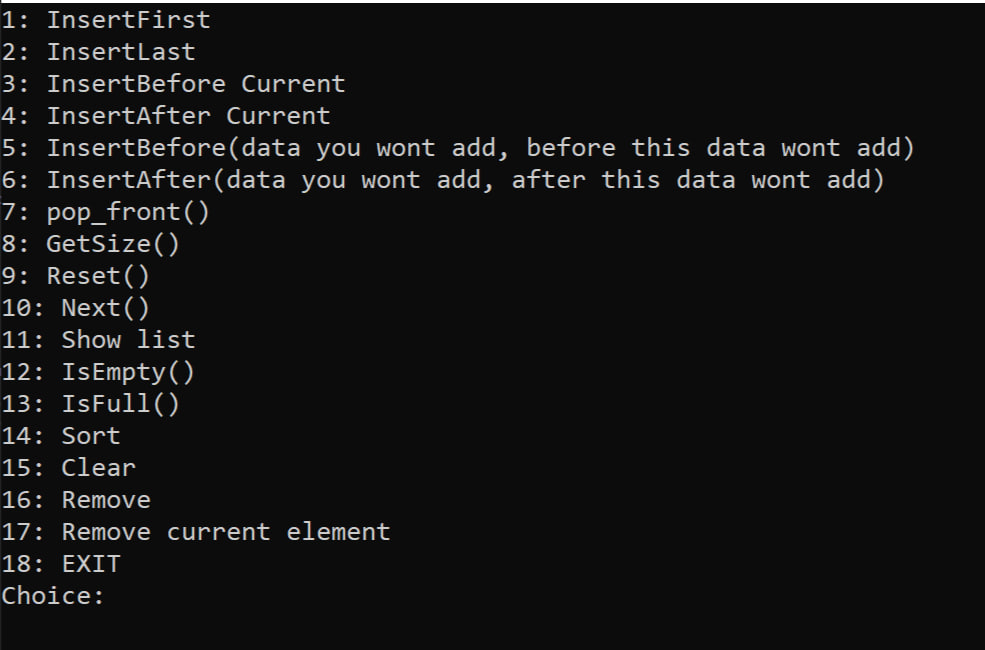 1: InsertFirst
2: InsertLast
3: InsertBefore Current
4: InsertAfter Current
5: InsertBefore(data you wont add, before this data wont add)
6: InsertAfter(data you wont add, after this data wont add)
7: pop_front()
8: GetSize()
9: Reset()
10: Next()
11: Show list
12: IsEmpty()
13: IsFull()
14: Sort
15: Clear
16: Remove
17: Remove current element
18: EXIT
Choice: